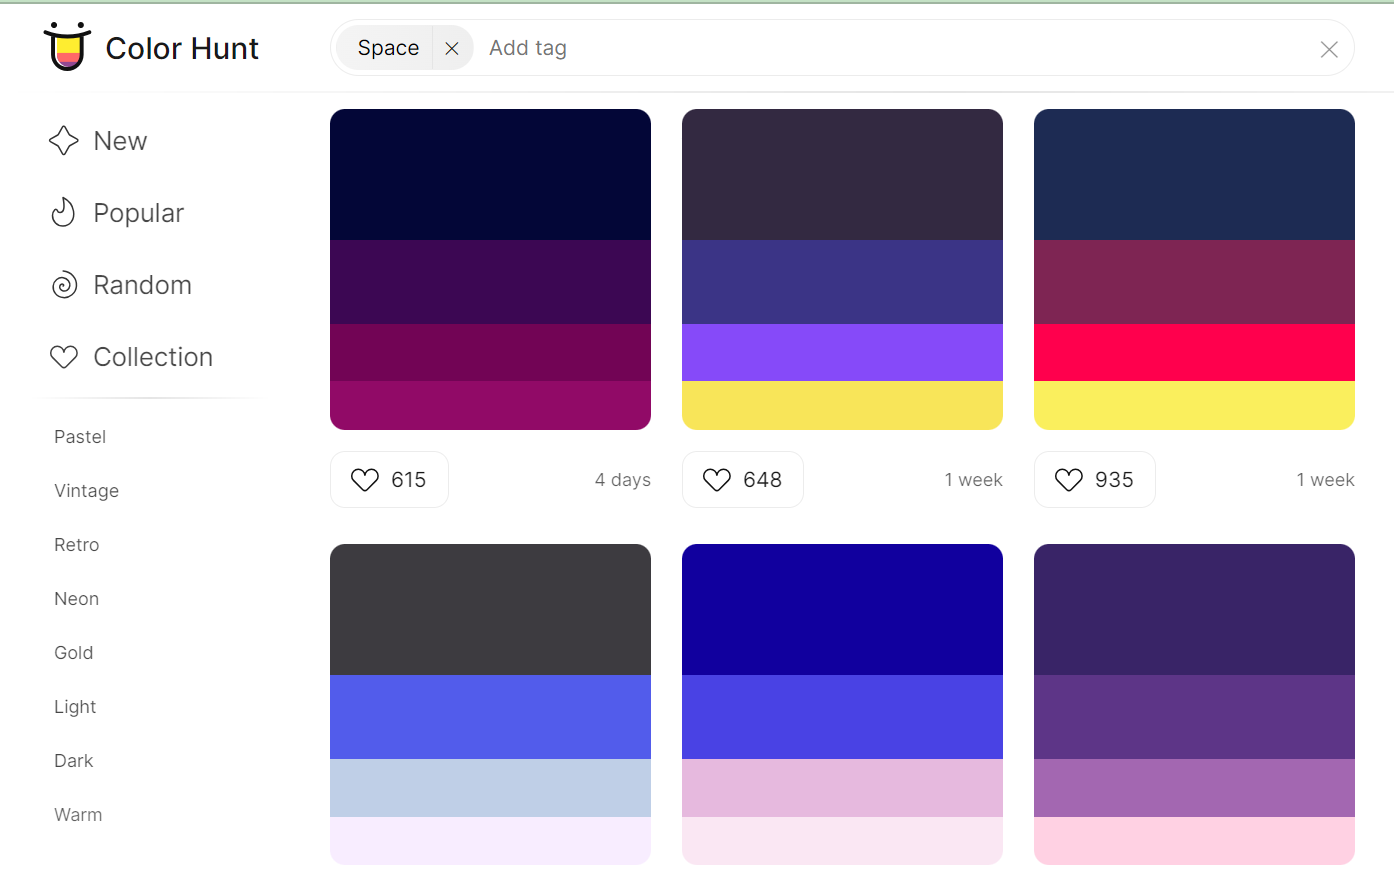 Color Hunt
Space
Add tag
New
Popular
Random
Collection
Pastel
Vintage
Retro
Neon
Gold
Light
Dark
Warm
615
4 days
648
1 week
935
1 week